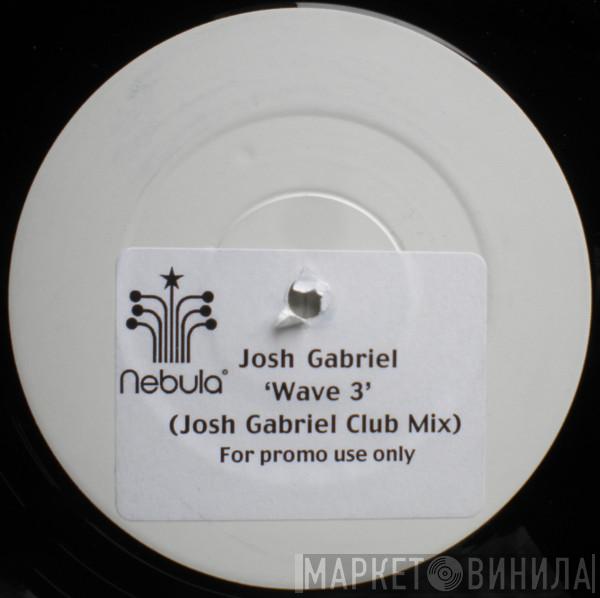 nebula°
Josh Gabriel
‘Wave 3’
(Josh Gabriel Club Mix)
For promo use only
МАРКЕТ ВИНИЛА